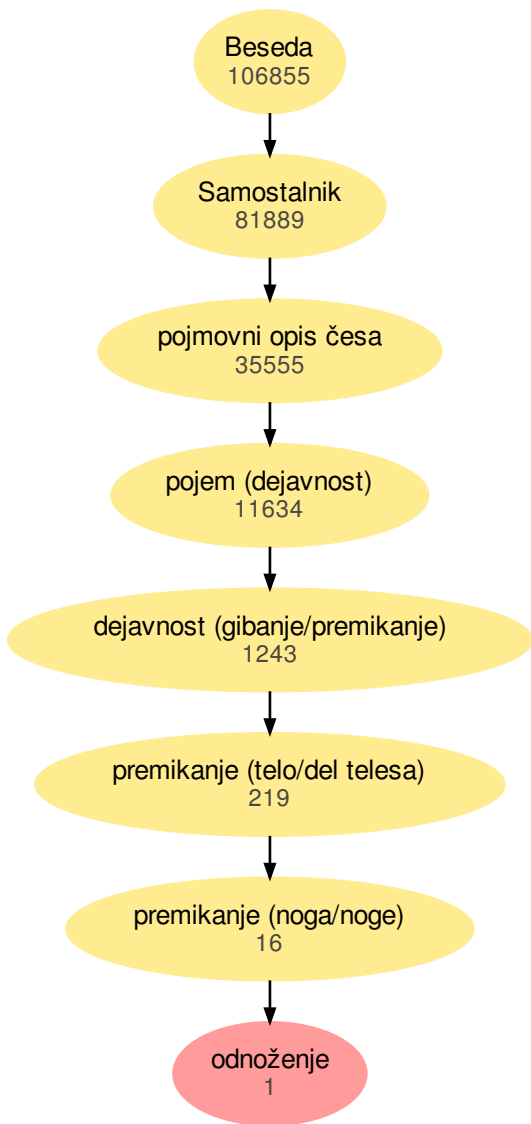 Beseda
106855
Samostalnik
81889
pojmovni opis česa
35555
pojem (dejavnost)
11634
dejavnost (gibanje/premikanje)
1243
premikanje (telo/del telesa)
219
premikanje (noga/noge)
16
odnoženje
1